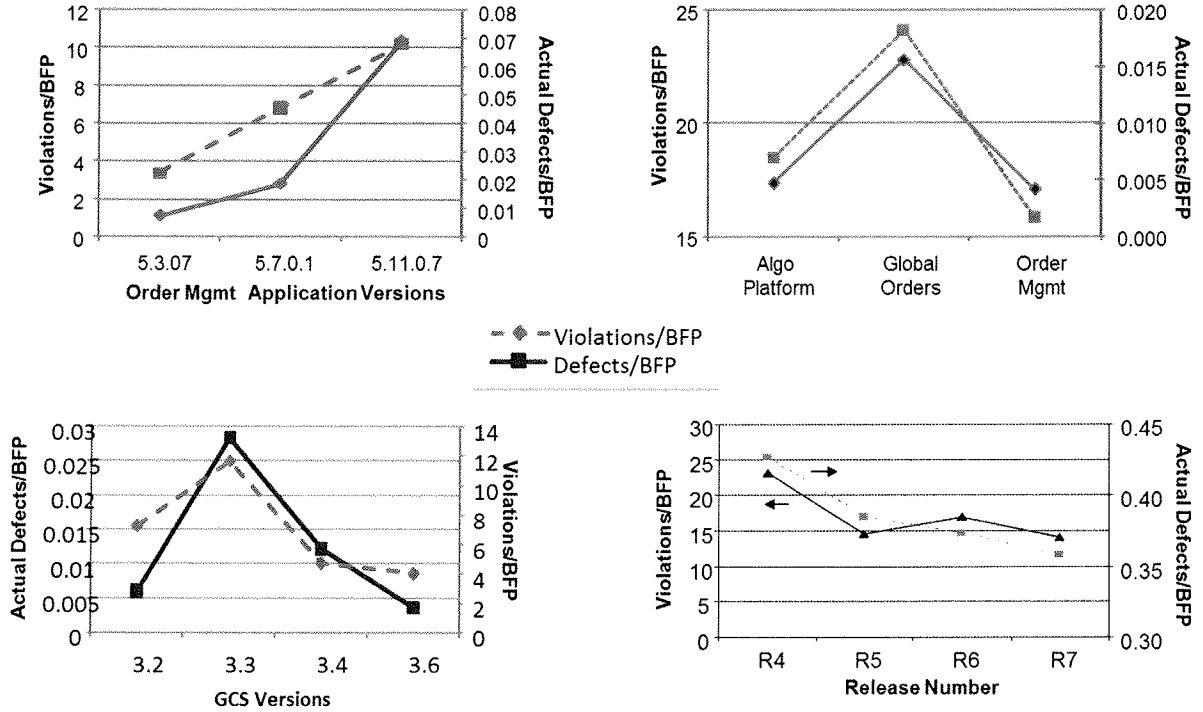 12
10
8
6
4
2
0
Violations/BFP
0.08
0.07
0.06
0.05
0.04
0.03
0.02
0.01
0
Actual Defects/BFP
5.3.07 5.7.0.1 5.11.0.7
Order Mgmt Application Versions
25
20
15
Violations/BFP
0.020
0.015
0.010
0.005
0.000
Actual Defects/BFP
Algo Global Order
Platform Orders Mgmt
Violations/BFP
Defects/BFP
0.03
0.025
0.02
0.015
0.01
0.005
0
Actual Defects/BFP
14
12
10
8
6
4
2
0
Violations/BFP
3.2 3.3 3.4 3.6
GCS Versions
30
25
20
15
10
5
0
Violations/BFP
0.45
0.40
0.35
0.30
Actual Defects/BFP
R4 R5 R6 R7
Release Number